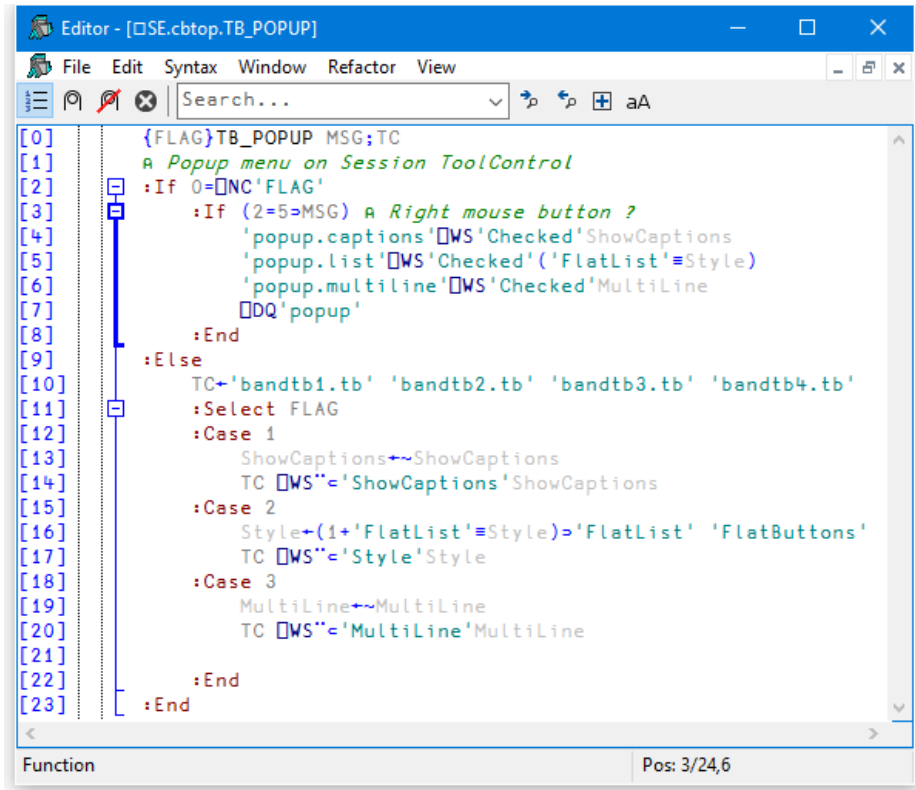 Editor - [⎕SE.cbtop.TB_POPUP]
File Edit Syntax Window Refactor View
Search... aA
[0] {FLAG}TB_POPUP MSG;TC
[1] ⍝ Popup menu on Session ToolControl
[2] :If 0=⎕NC'FLAG'
[3] :If (2=5⊃MSG) ⍝ Right mouse button ?
[4] 'popup.captions'⎕WS'Checked'ShowCaptions
[5] 'popup.list'⎕WS'Checked'('FlatList'≡Style)
[6] 'popup.multiline'⎕WS'Checked'MultiLine
[7] ⎕DQ'popup'
[8] :End
[9] :Else
[10] TC←'bandtb1.tb' 'bandtb2.tb' 'bandtb3.tb' 'bandtb4.tb'
[11] :Select FLAG
[12] :Case 1
[13] ShowCaptions←~ShowCaptions
[14] TC ⎕WS¨⊂'ShowCaptions'ShowCaptions
[15] :Case 2
[16] Style←(1+'FlatList'≡Style)⊃'FlatList' 'FlatButtons'
[17] TC ⎕WS¨⊂'Style'Style
[18] :Case 3
[19] MultiLine←~MultiLine
[20] TC ⎕WS¨⊂'MultiLine'MultiLine
[21]
[22] :End
[23] :End
Function Pos: 3/24,6